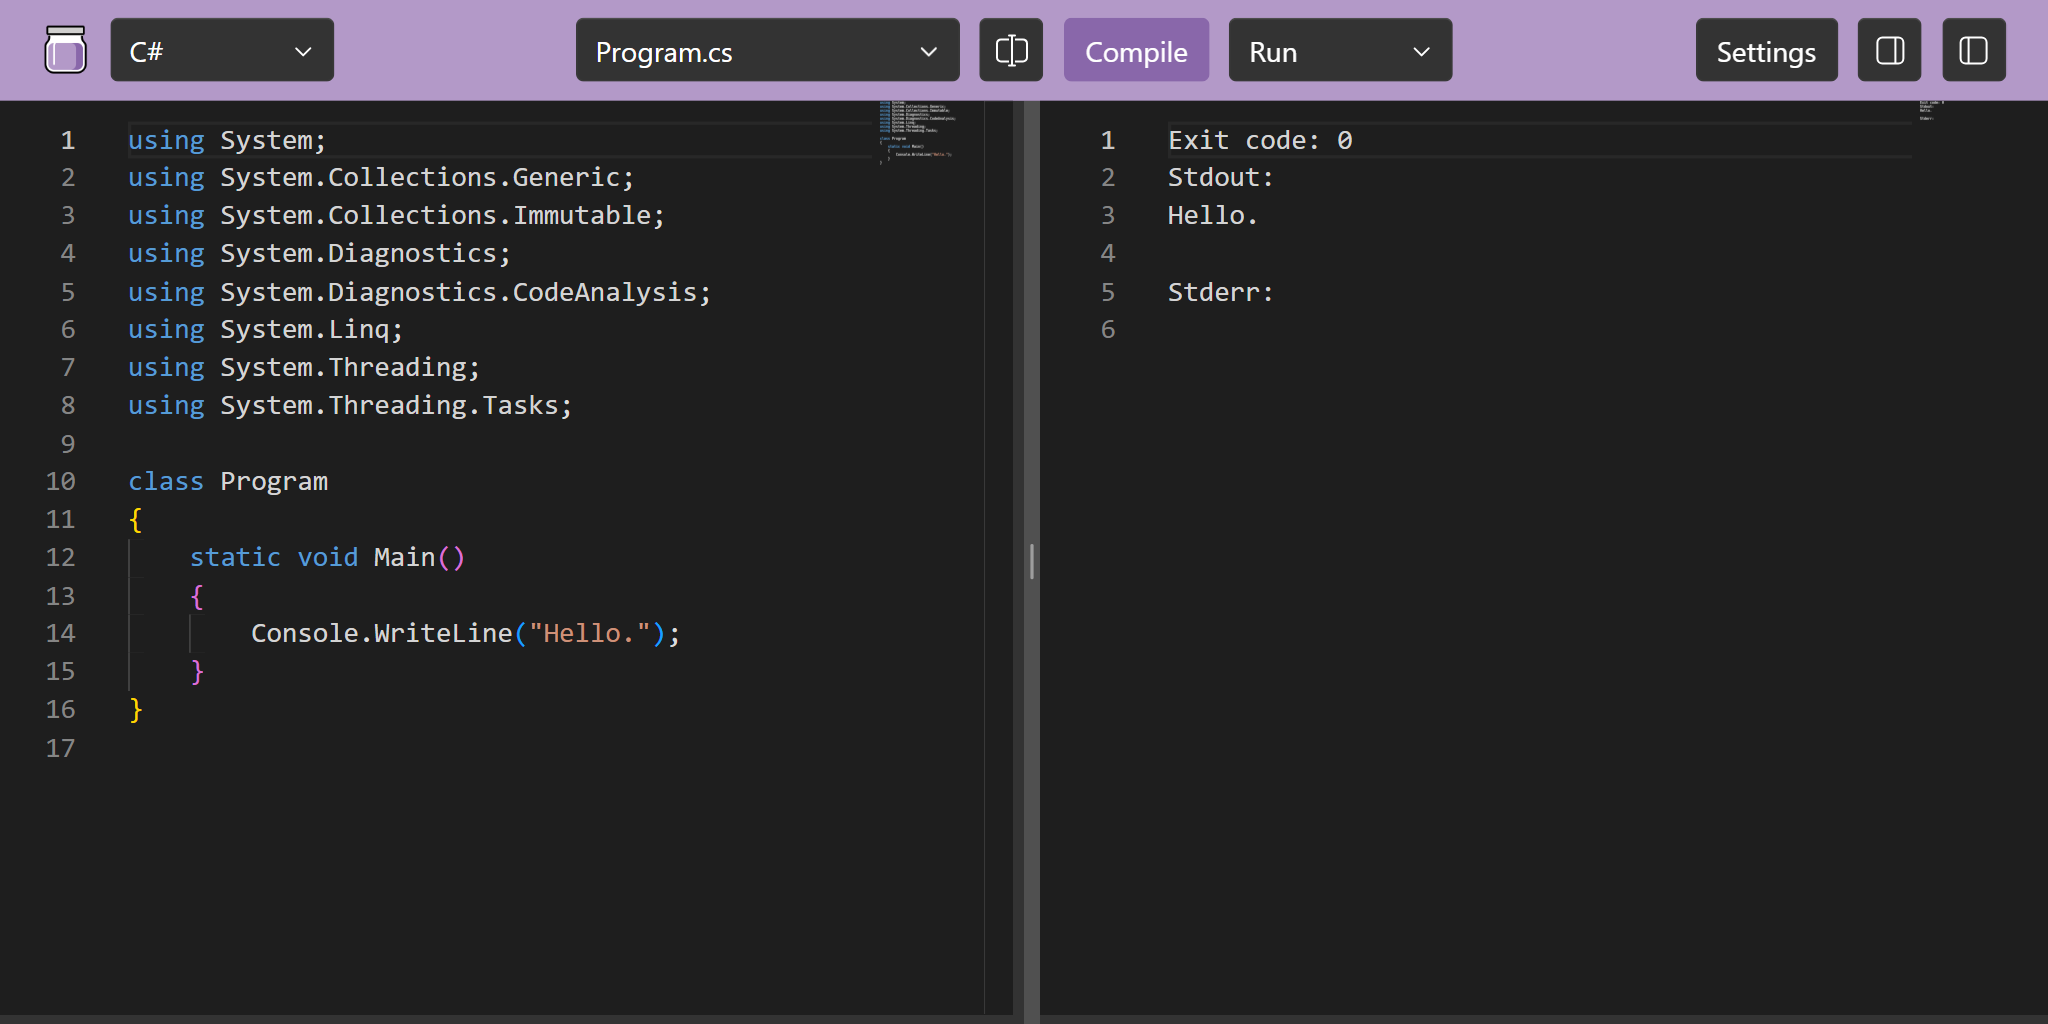 C#
Program.cs
Compile
Run
Settings
1 using System;
2 using System.Collections.Generic;
3 using System.Collections.Immutable;
4 using System.Diagnostics;
5 using System.Diagnostics.CodeAnalysis;
6 using System.Linq;
7 using System.Threading;
8 using System.Threading.Tasks;
9
10 class Program
11 {
12     static void Main()
13     {
14         Console.WriteLine("Hello.");
15     }
16 }
17
1 Exit code: 0
2 Stdout:
3 Hello.
4
5 Stderr:
6